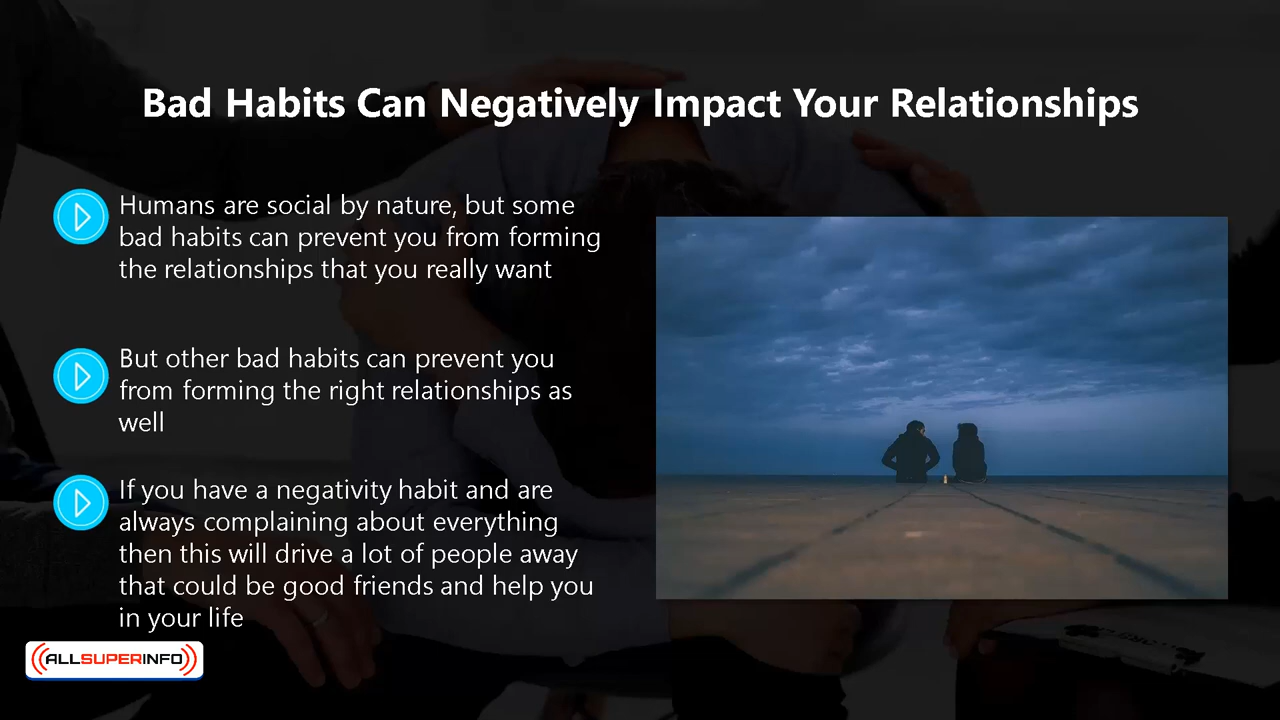 Bad Habits Can Negatively Impact Your Relationships
Humans are social by nature, but some
bad habits can prevent you from forming
the relationships that you really want
But other bad habits can prevent you
from forming the right relationships as
well
If you have a negativity habit and are
always complaining about everything
then this will drive a lot of people away
that could be good friends and help you
in your life
ALLSUPERINFO